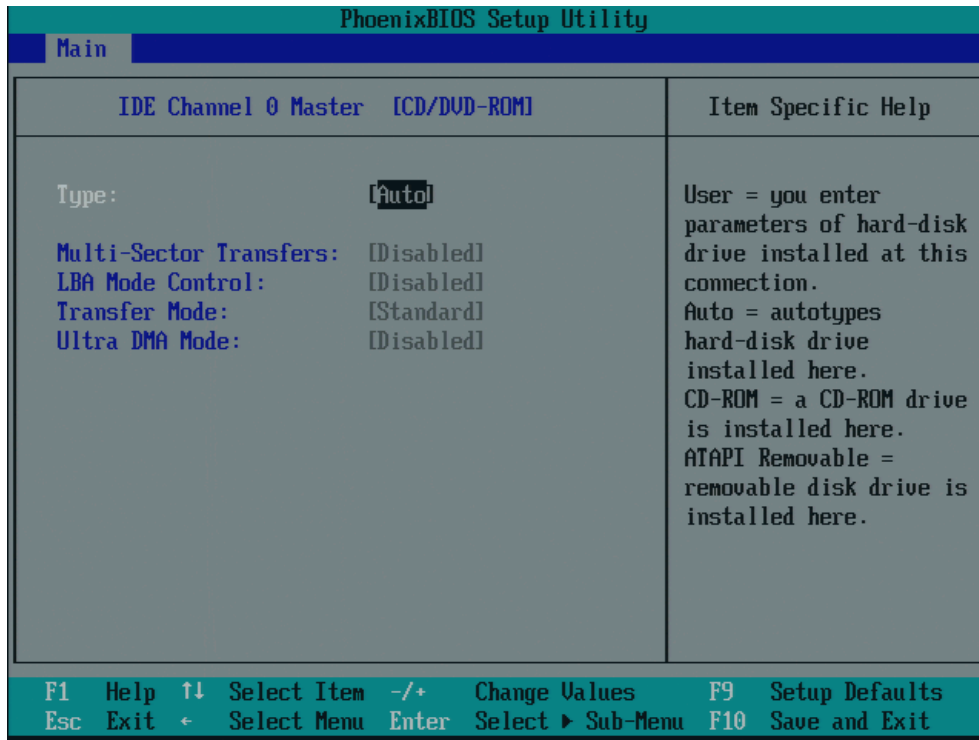 PhoenixBIOS Setup Utility
Main
IDE Channel 0 Master [CD/DVD-ROM]
Item Specific Help
Type: [Auto]
Multi-Sector Transfers: [Disabled]
LBA Mode Control: [Disabled]
Transfer Mode: [Standard]
Ultra DMA Mode: [Disabled]
User = you enter
parameters of hard-disk
drive installed at this
connection.
Auto = autotypes
hard-disk drive
installed here.
CD-ROM = a CD-ROM drive
is installed here.
ATAPI Removable =
removable disk drive is
installed here.
F1 Help ↑↓ Select Item -/+ Change Values F9 Setup Defaults
Esc Exit ← Select Menu Enter Select ▶ Sub-Menu F10 Save and Exit